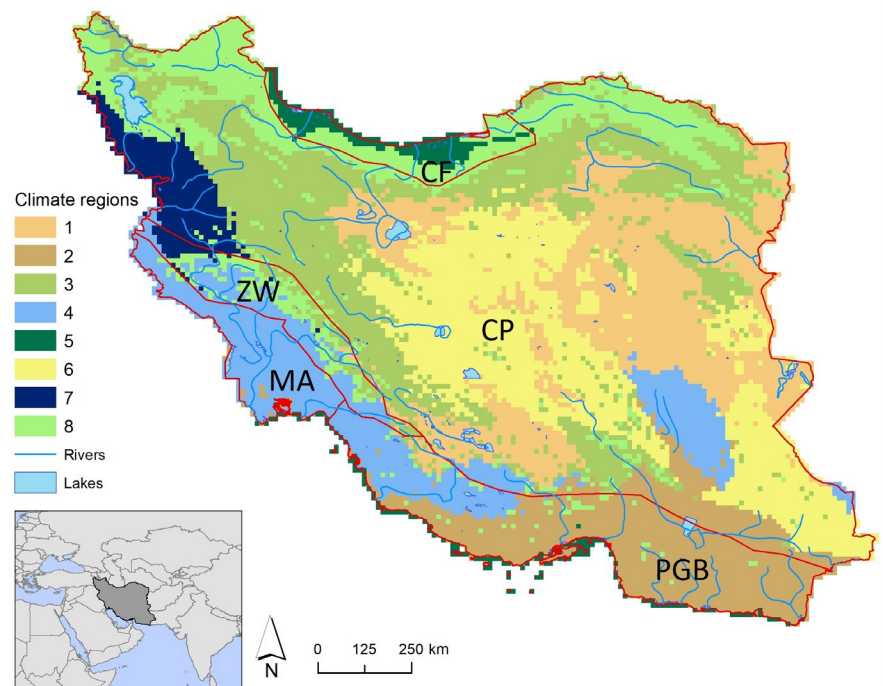 CF
Climate regions
1
2
3
4
5
6
7
8
Rivers
Lakes
ZW
CP
MA
PGB
N
0 125 250 km